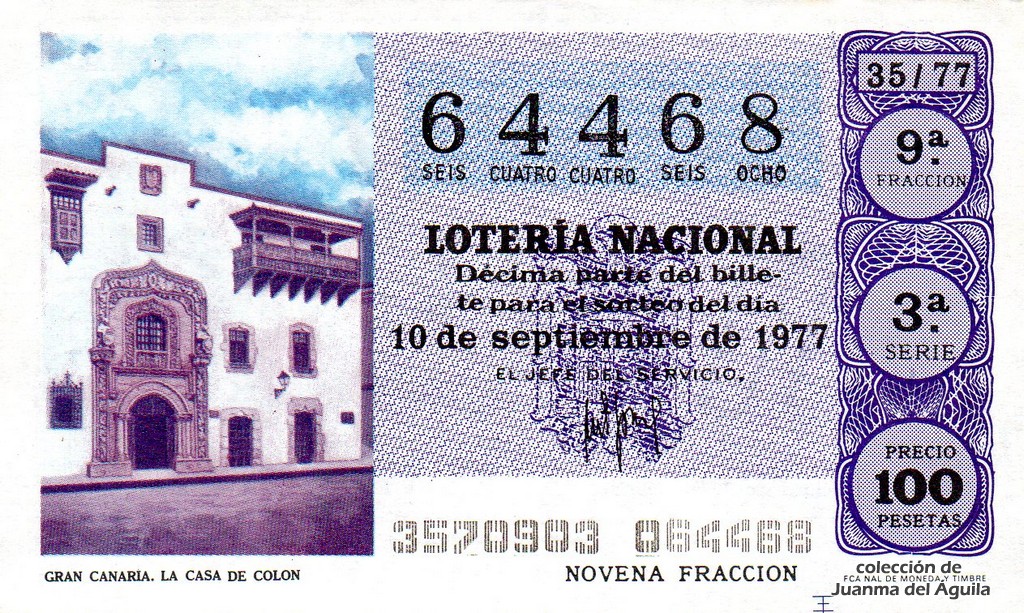 35/77
64468
SEIS CUATRO CUATRO SEIS OCHO
9ª.
FRACCION
LOTERÍA NACIONAL
Décima parte del bille-
te para el sorteo del día
10 de septiembre de 1977
EL JEFE DEL SERVICIO,
3ª.
SERIE
PRECIO
100
PESETAS
3570903 064468
GRAN CANARIA. LA CASA DE COLON
NOVENA FRACCION
colección de
FCA NAL DE MONEDA Y TIMBRE
Juanma del Aguila